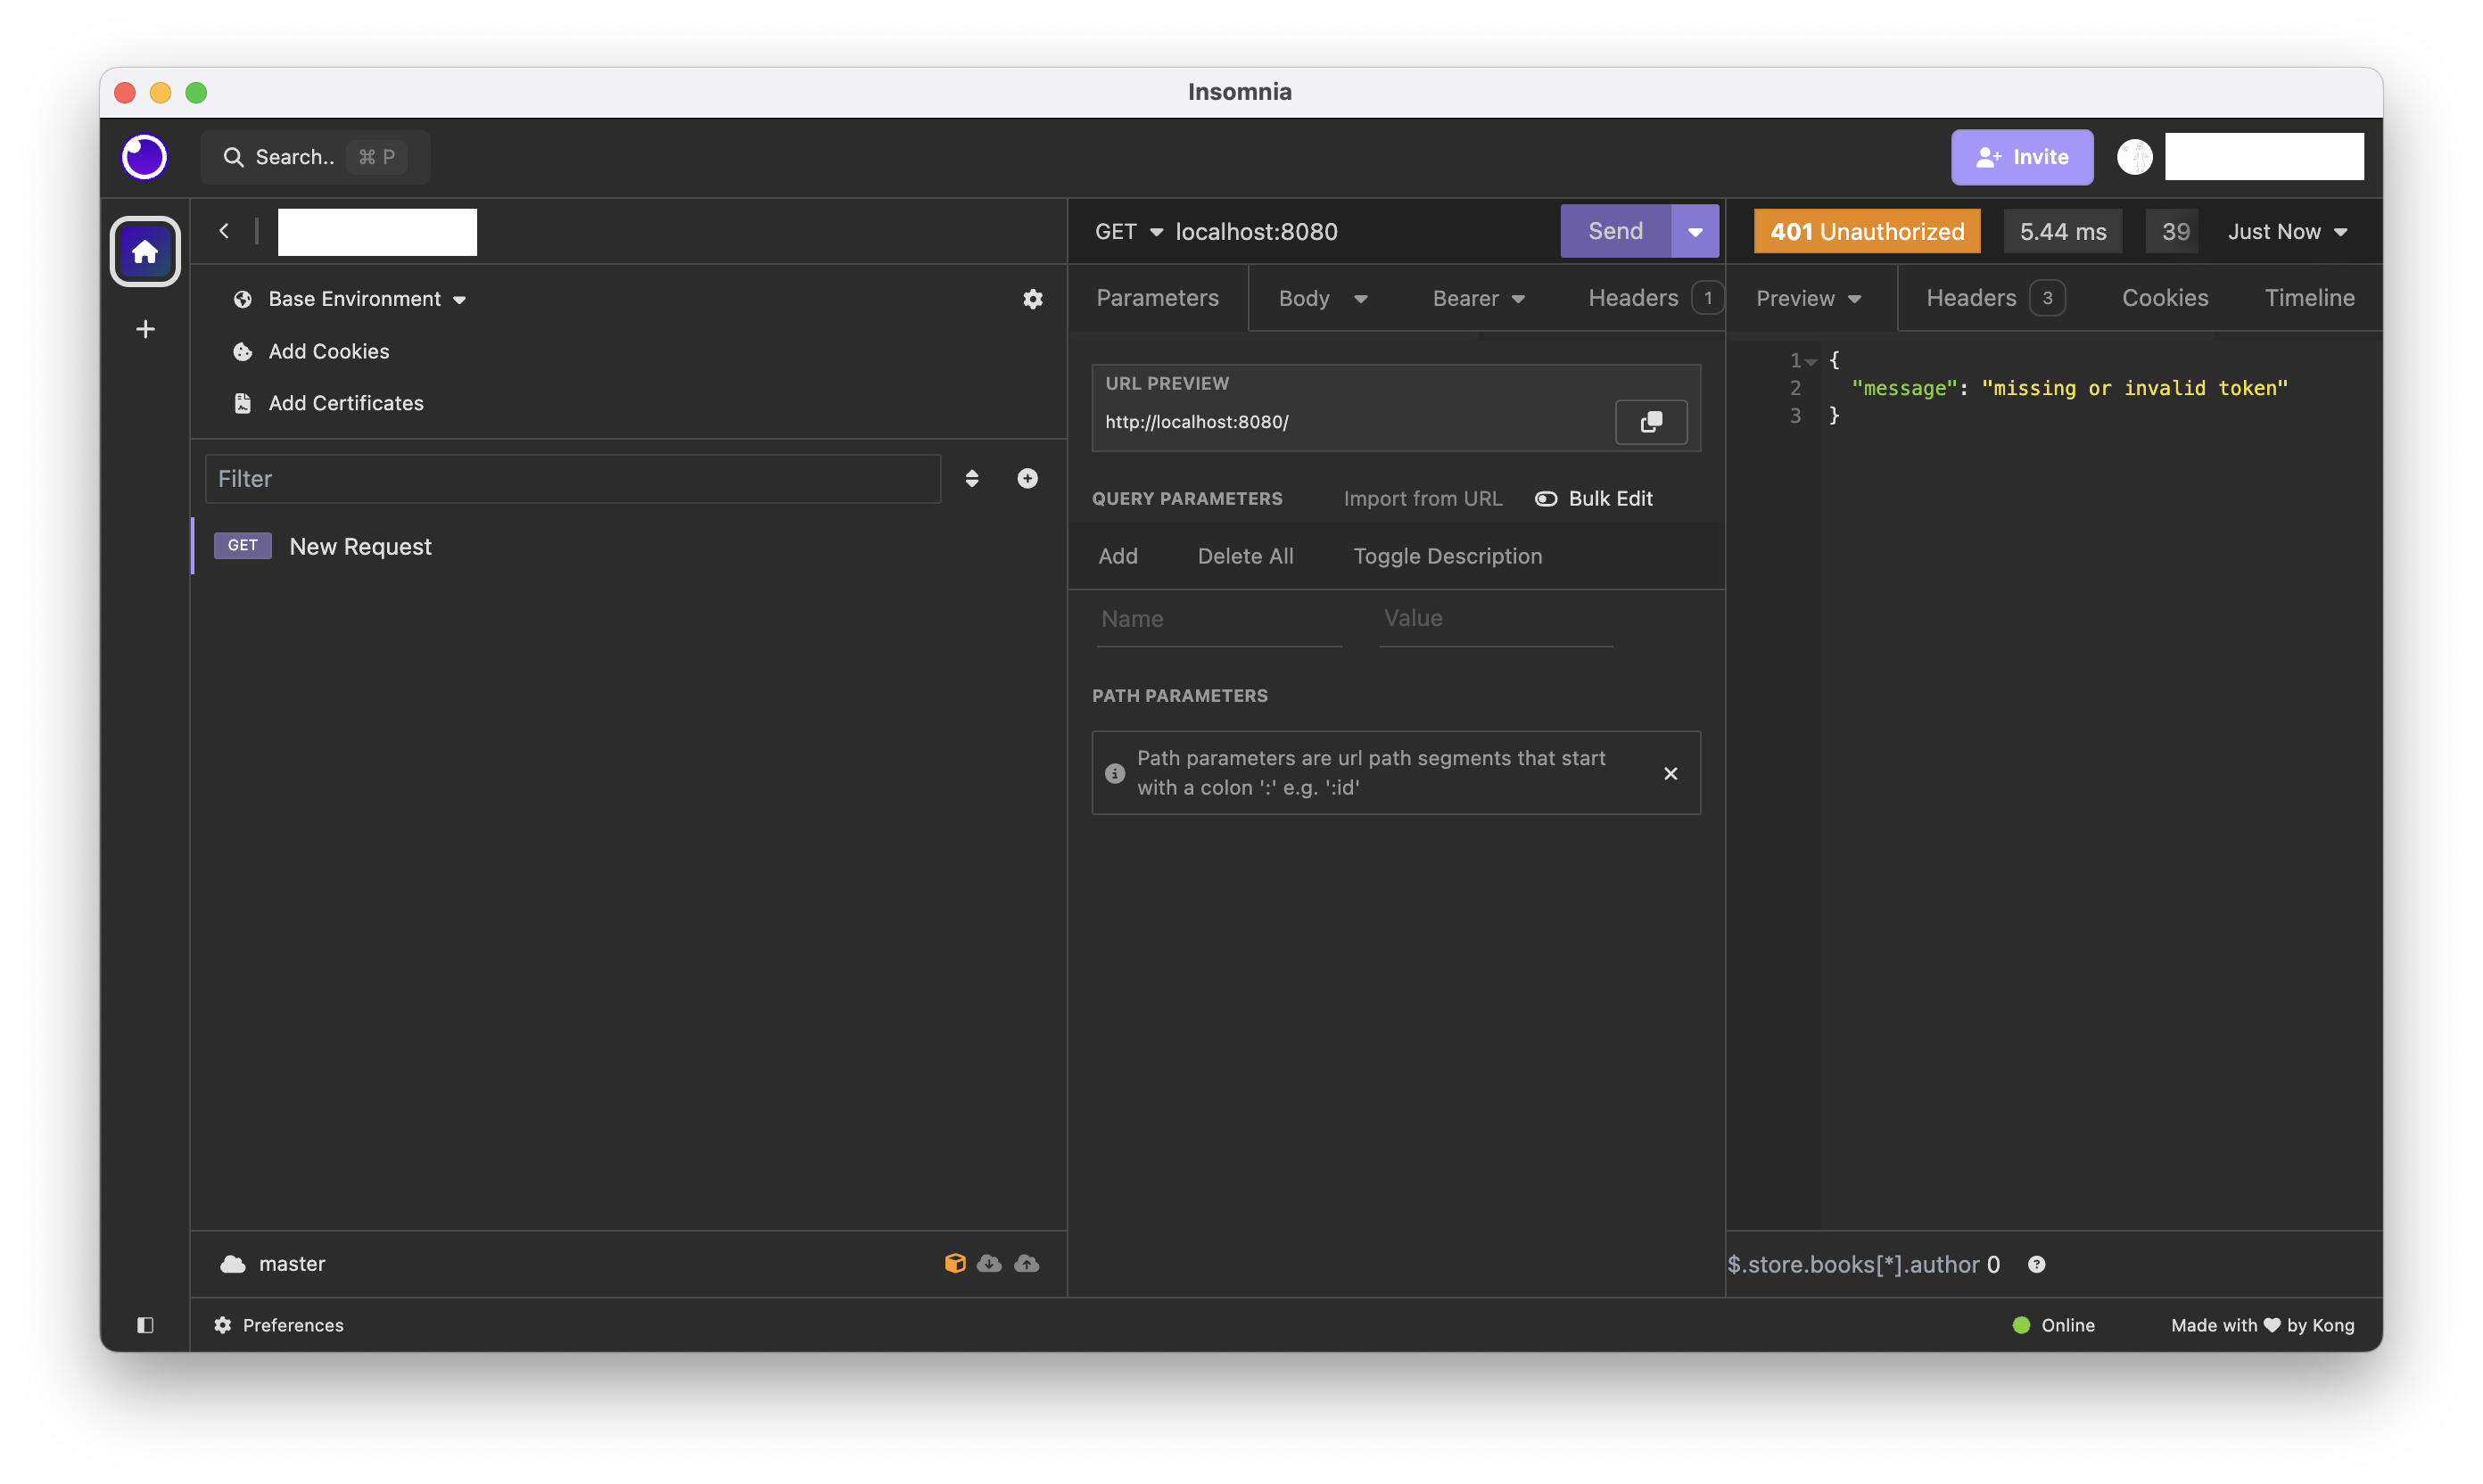 Insomnia
Search.. ⌘ P
Invite
Base Environment
Add Cookies
Add Certificates
Filter
GET New Request
master
GET localhost:8080 Send
Parameters Body Bearer Headers 1
URL PREVIEW
http://localhost:8080/
QUERY PARAMETERS Import from URL Bulk Edit
Add Delete All Toggle Description
Name Value
PATH PARAMETERS
Path parameters are url path segments that start
with a colon ':' e.g. ':id'
401 Unauthorized 5.44 ms 39 Just Now
Preview Headers 3 Cookies Timeline
1 {
2 "message": "missing or invalid token"
3 }
$.store.books[*].author 0
Preferences
Online
Made with ♥ by Kong